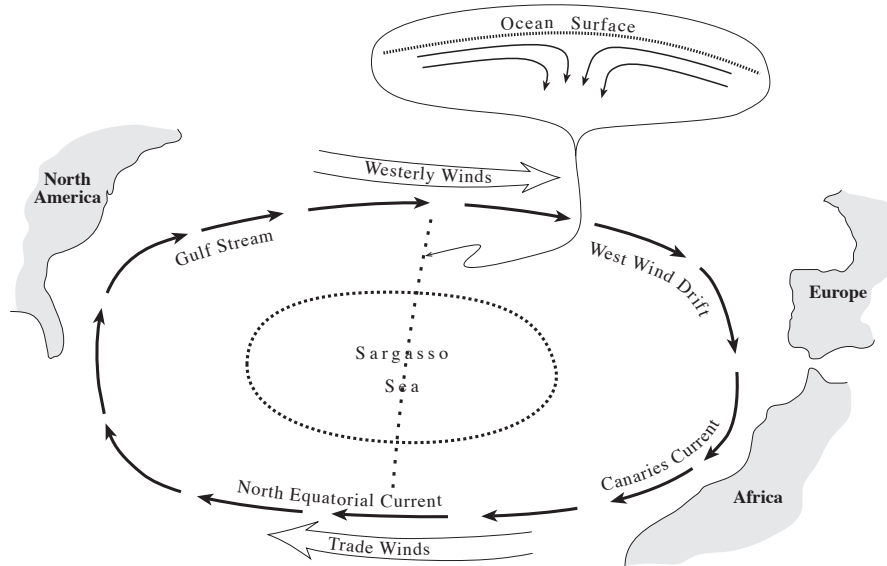 Ocean Surface
Westerly Winds
North
America
Gulf Stream
West Wind Drift
Europe
Sargasso
Sea
Canaries Current
North Equatorial Current
Africa
Trade Winds